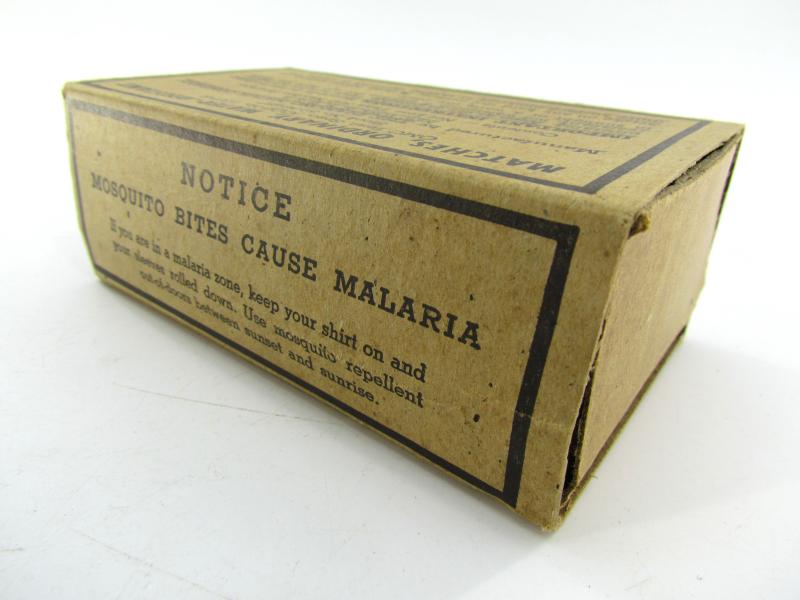 MATCHES, ORDINARY
Manufactured
NOTICE
MOSQUITO BITES CAUSE MALARIA
If you are in a malaria zone, keep your shirt on and
your sleeves rolled down. Use mosquito repellent
out-of-doors between sunset and sunrise.